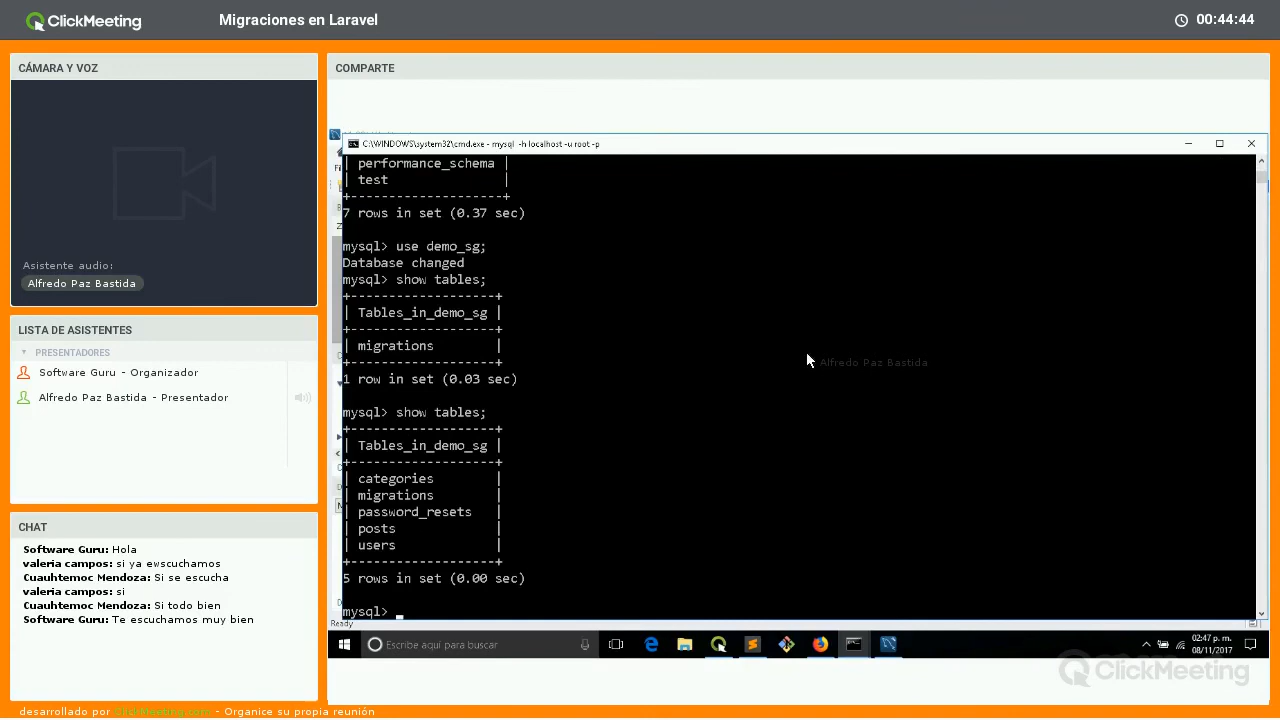 ClickMeeting
Migraciones en Laravel
00:44:44
CÁMARA Y VOZ
Asistente audio:
Alfredo Paz Bastida
LISTA DE ASISTENTES
PRESENTADORES
Software Guru - Organizador
Alfredo Paz Bastida - Presentador
CHAT
Software Guru: Hola
valeria campos: si ya ewscuchamos
Cuauhtemoc Mendoza: Si se escucha
valeria campos: si
Cuauhtemoc Mendoza: Si todo bien
Software Guru: Te escuchamos muy bien
COMPARTE
C:\WINDOWS\system32\cmd.exe - mysql -h localhost -u root -p
| performance_schema |
| test |
+--------------------+
7 rows in set (0.37 sec)
mysql> use demo_sg;
Database changed
mysql> show tables;
+-------------------+
| Tables_in_demo_sg |
+-------------------+
| migrations |
+-------------------+
1 row in set (0.03 sec)
mysql> show tables;
+-------------------+
| Tables_in_demo_sg |
+-------------------+
| categories |
| migrations |
| password_resets |
| posts |
| users |
+-------------------+
5 rows in set (0.00 sec)
mysql> _
Alfredo Paz Bastida
Ready
Escribe aquí para buscar
02:47 p. m.
08/11/2017
ClickMeeting
desarrollado por ClickMeeting.com - Organice su propia reunión